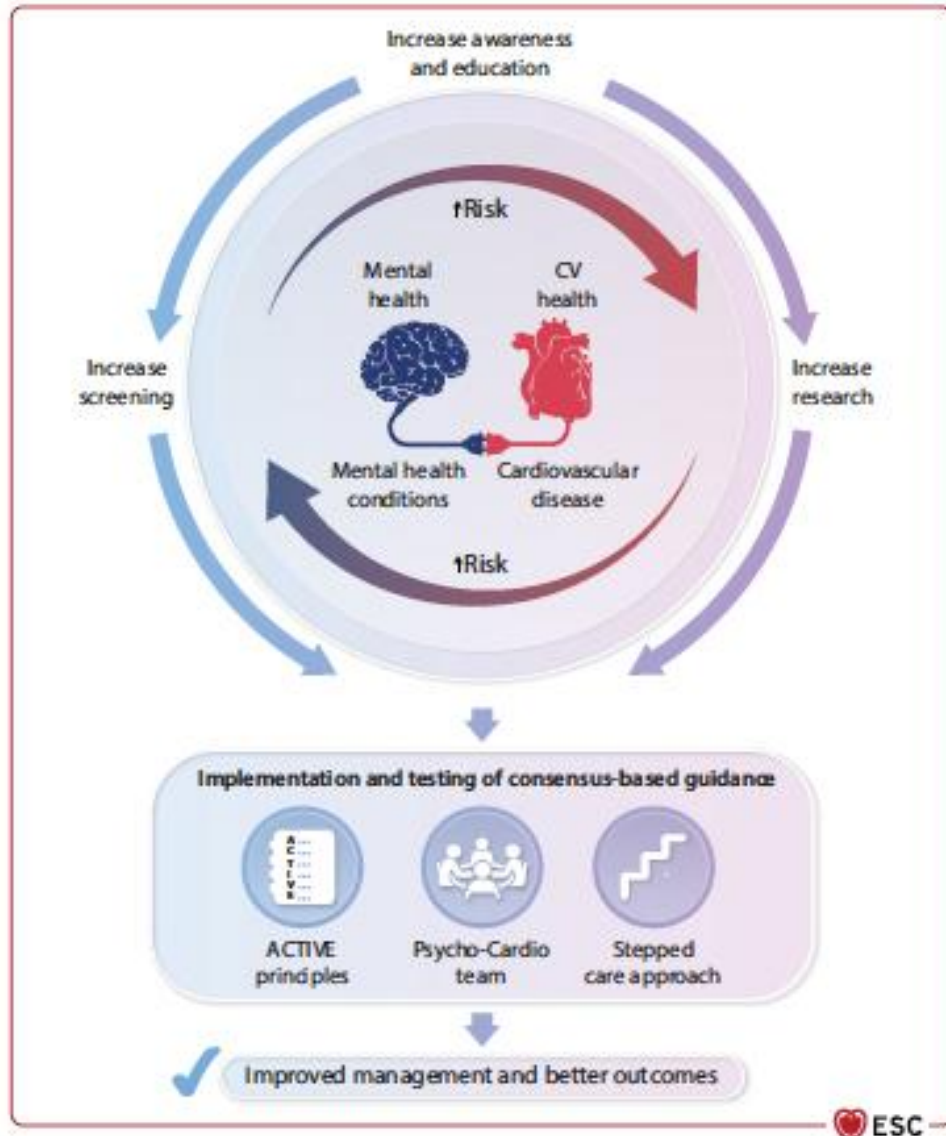 Increase awareness
and education
↑Risk
Mental
health
CV
health
Increase
screening
Increase
research
Mental health
conditions
Cardiovascular
disease
↑Risk
Implementation and testing of consensus-based guidance
A...
C...
T...
I...
V...
E...
ACTIVE
principles
Psycho-Cardio
team
Stepped
care approach
Improved management and better outcomes
ESC